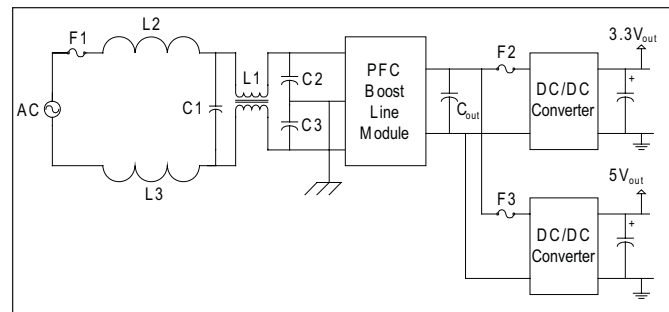 F1
L2
AC
C1
L1
C2
C3
L3
PFC
Boost
Line
Module
Cout
F2
DC/DC
Converter
3.3Vout
+
F3
DC/DC
Converter
5Vout
+